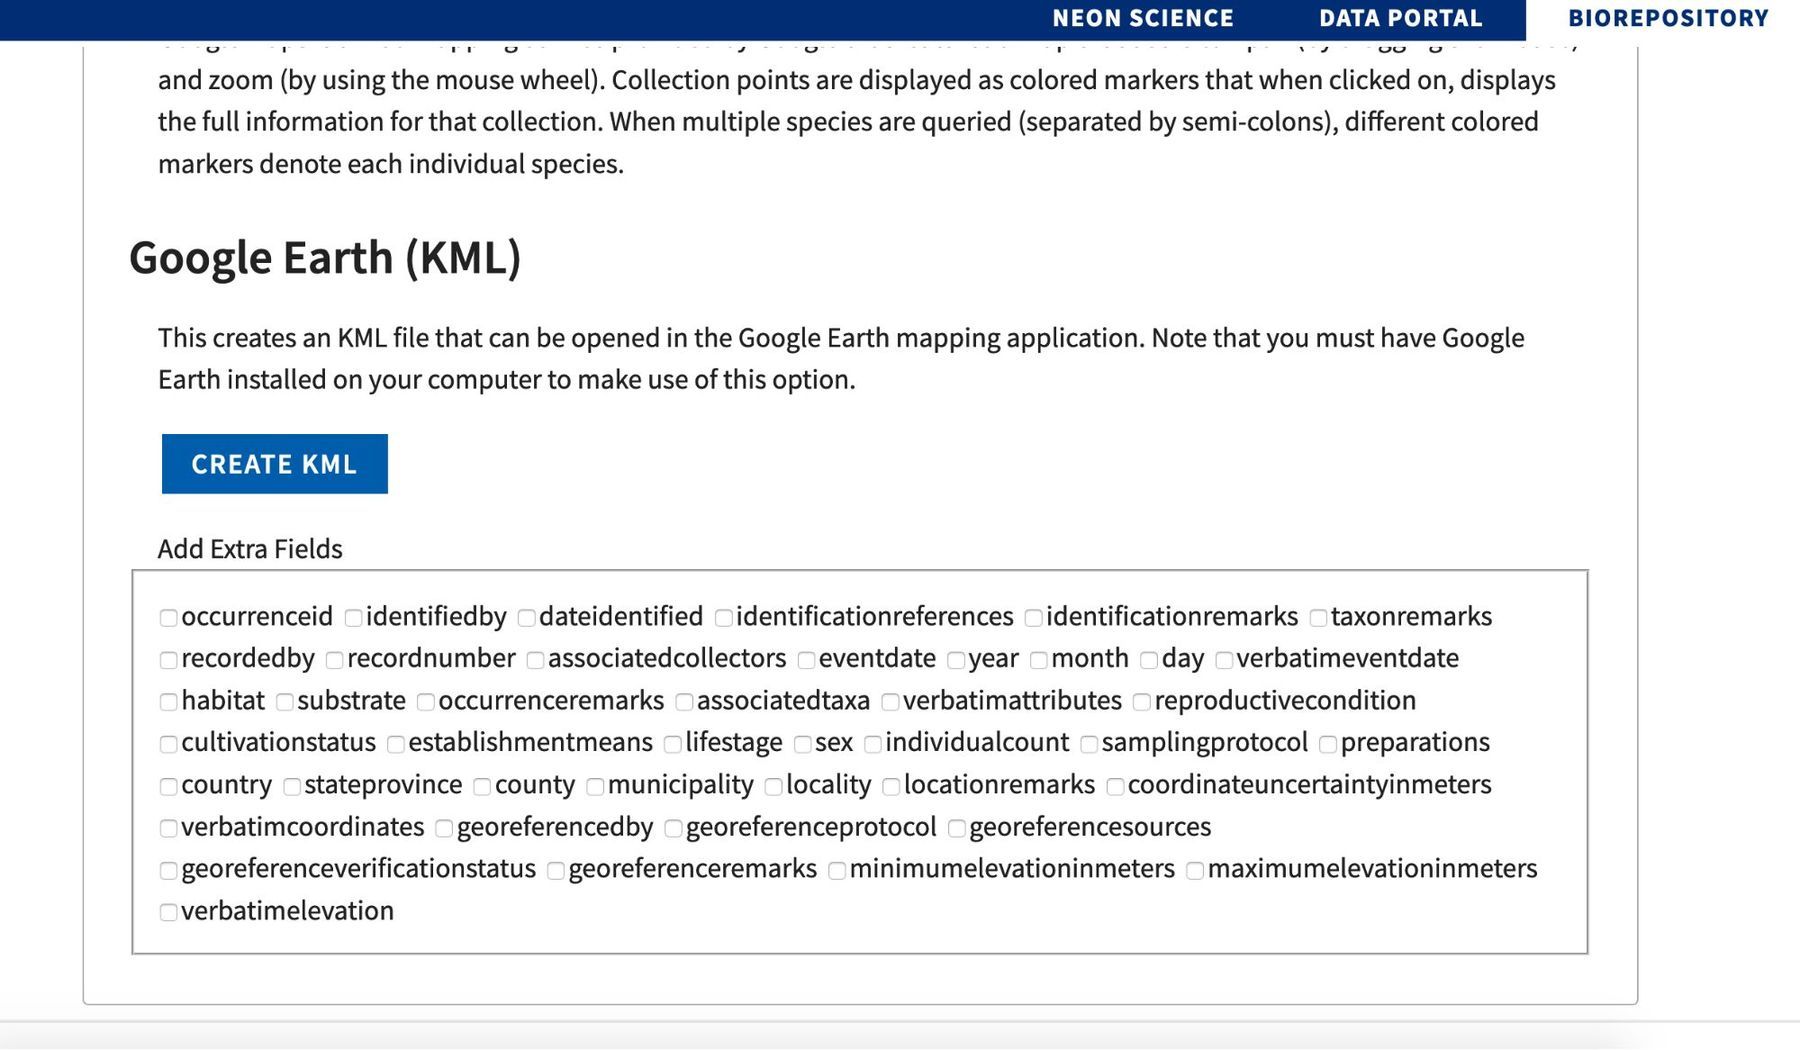 NEON SCIENCE DATA PORTAL BIOREPOSITORY
and zoom (by using the mouse wheel). Collection points are displayed as colored markers that when clicked on, displays
the full information for that collection. When multiple species are queried (separated by semi-colons), different colored
markers denote each individual species.
Google Earth (KML)
This creates an KML file that can be opened in the Google Earth mapping application. Note that you must have Google
Earth installed on your computer to make use of this option.
CREATE KML
Add Extra Fields
occurrenceid identifiedby dateidentified identificationreferences identificationremarks taxonremarks
recordedby recordnumber associatedcollectors eventdate year month day verbatimeventdate
habitat substrate occurrenceremarks associatedtaxa verbatimattributes reproductivecondition
cultivationstatus establishmentmeans lifestage sex individualcount samplingprotocol preparations
country stateprovince county municipality locality locationremarks coordinateuncertaintyinmeters
verbatimcoordinates georeferencedby georeferenceprotocol georeferencesources
georeferenceverificationstatus georeferenceremarks minimumelevationinmeters maximumelevationinmeters
verbatimelevation